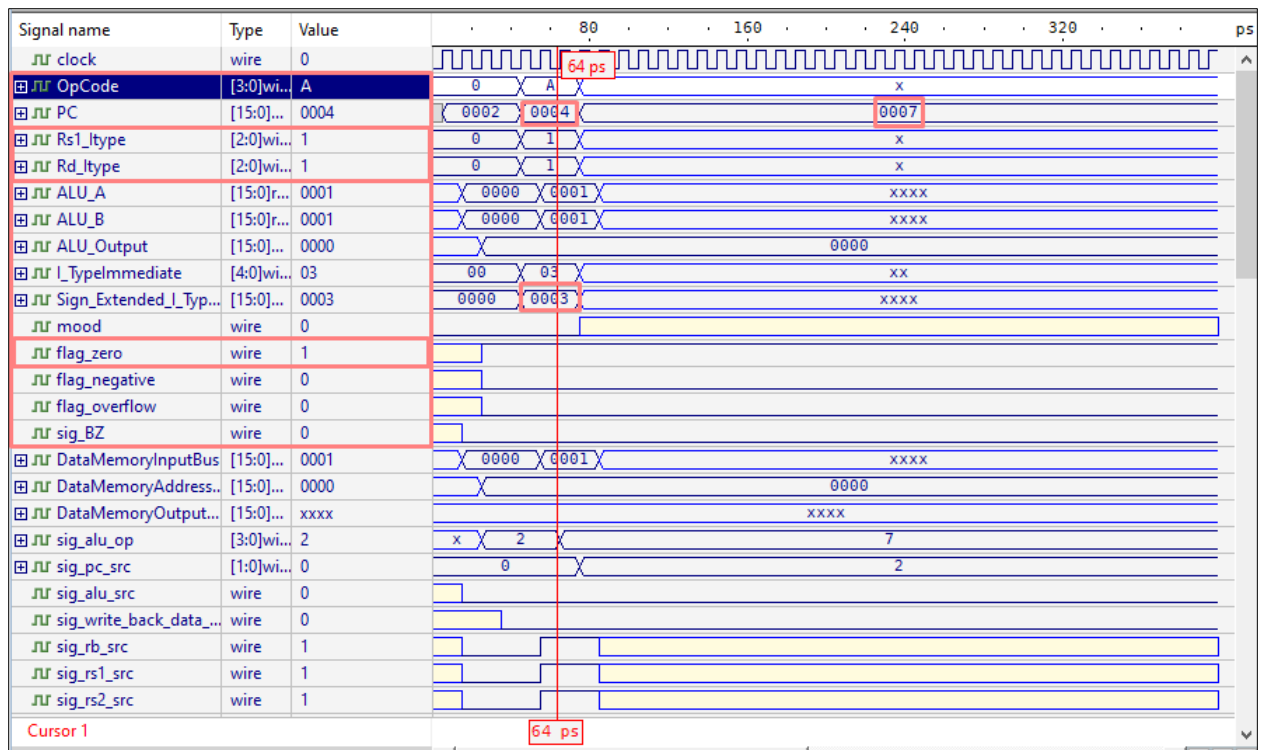 Signal name Type Value 80 160 240 320 ps
clock wire 0 64 ps
OpCode [3:0]wi... A 0 A x
PC [15:0]... 0004 0002 0004 0007
Rs1_Itype [2:0]wi... 1 0 1 x
Rd_Itype [2:0]wi... 1 0 1 x
ALU_A [15:0]r... 0001 0000 0001 xxxx
ALU_B [15:0]r... 0001 0000 0001 xxxx
ALU_Output [15:0]... 0000 0000
I_TypeImmediate [4:0]wi... 03 00 03 xx
Sign_Extended_I_Typ... [15:0]... 0003 0000 0003 xxxx
mood wire 0
flag_zero wire 1
flag_negative wire 0
flag_overflow wire 0
sig_BZ wire 0
DataMemoryInputBus [15:0]... 0001 0000 0001 xxxx
DataMemoryAddress.. [15:0]... 0000 0000
DataMemoryOutput... [15:0]... xxxx xxxx
sig_alu_op [3:0]wi... 2 x 2 7
sig_pc_src [1:0]wi... 0 0 2
sig_alu_src wire 0
sig_write_back_data_... wire 0
sig_rb_src wire 1
sig_rs1_src wire 1
sig_rs2_src wire 1
Cursor 1 64 ps